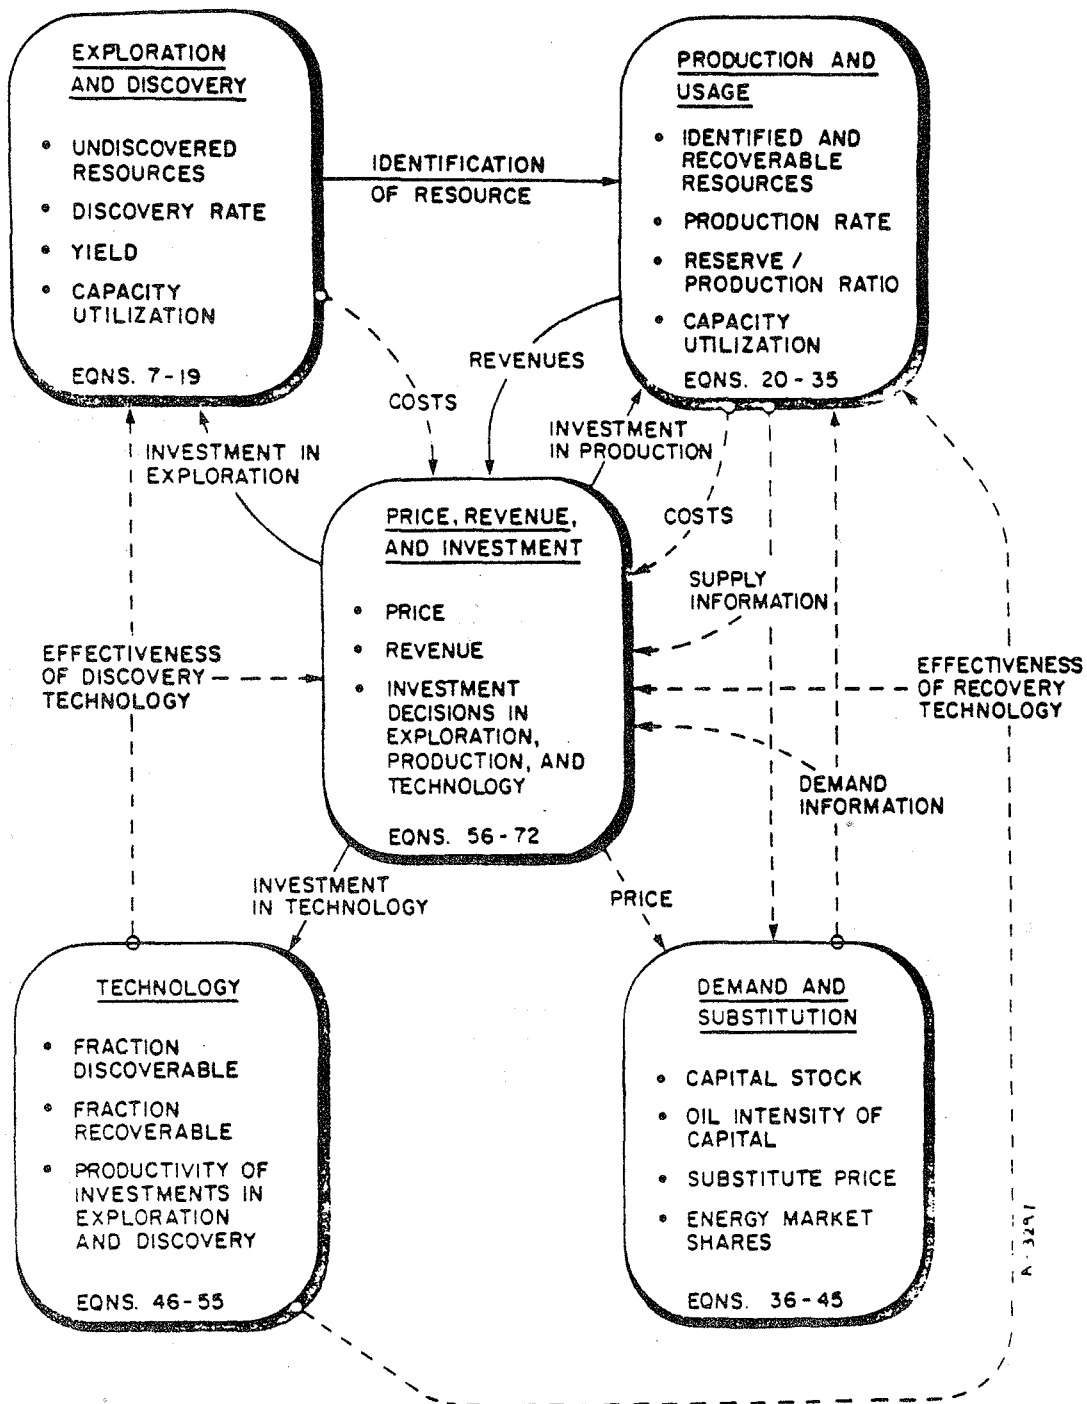 EXPLORATION
AND DISCOVERY
• UNDISCOVERED
RESOURCES
• DISCOVERY RATE
• YIELD
• CAPACITY
UTILIZATION
EQNS. 7-19
IDENTIFICATION
OF RESOURCE
PRODUCTION AND
USAGE
• IDENTIFIED AND
RECOVERABLE
RESOURCES
• PRODUCTION RATE
• RESERVE /
PRODUCTION RATIO
• CAPACITY
UTILIZATION
EQNS. 20-35
REVENUES
COSTS
INVESTMENT IN
EXPLORATION
INVESTMENT
IN PRODUCTION
COSTS
PRICE, REVENUE,
AND INVESTMENT
• PRICE
• REVENUE
• INVESTMENT
DECISIONS IN
EXPLORATION,
PRODUCTION, AND
TECHNOLOGY
EQNS. 56-72
SUPPLY
INFORMATION
EFFECTIVENESS
OF DISCOVERY
TECHNOLOGY
EFFECTIVENESS
OF RECOVERY
TECHNOLOGY
DEMAND
INFORMATION
INVESTMENT
IN TECHNOLOGY
PRICE
TECHNOLOGY
• FRACTION
DISCOVERABLE
• FRACTION
RECOVERABLE
• PRODUCTIVITY OF
INVESTMENTS IN
EXPLORATION
AND DISCOVERY
EQNS. 46-55
DEMAND AND
SUBSTITUTION
• CAPITAL STOCK
• OIL INTENSITY OF
CAPITAL
• SUBSTITUTE PRICE
• ENERGY MARKET
SHARES
EQNS. 36-45
A-3291